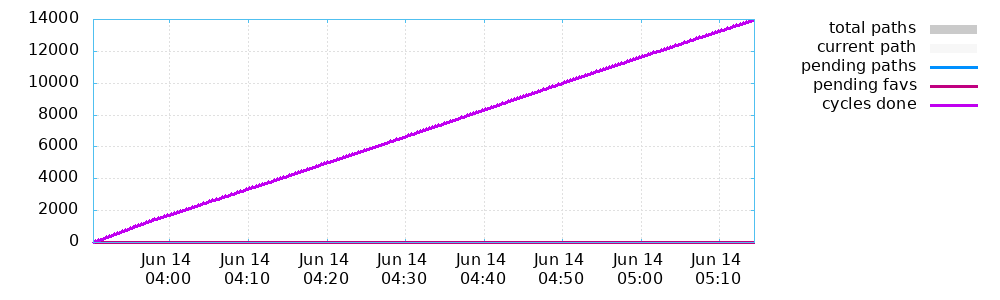 14000
12000
10000
8000
6000
4000
2000
0
Jun 14 Jun 14 Jun 14 Jun 14 Jun 14 Jun 14 Jun 14 Jun 14
04:00 04:10 04:20 04:30 04:40 04:50 05:00 05:10
total paths
current path
pending paths
pending favs
cycles done